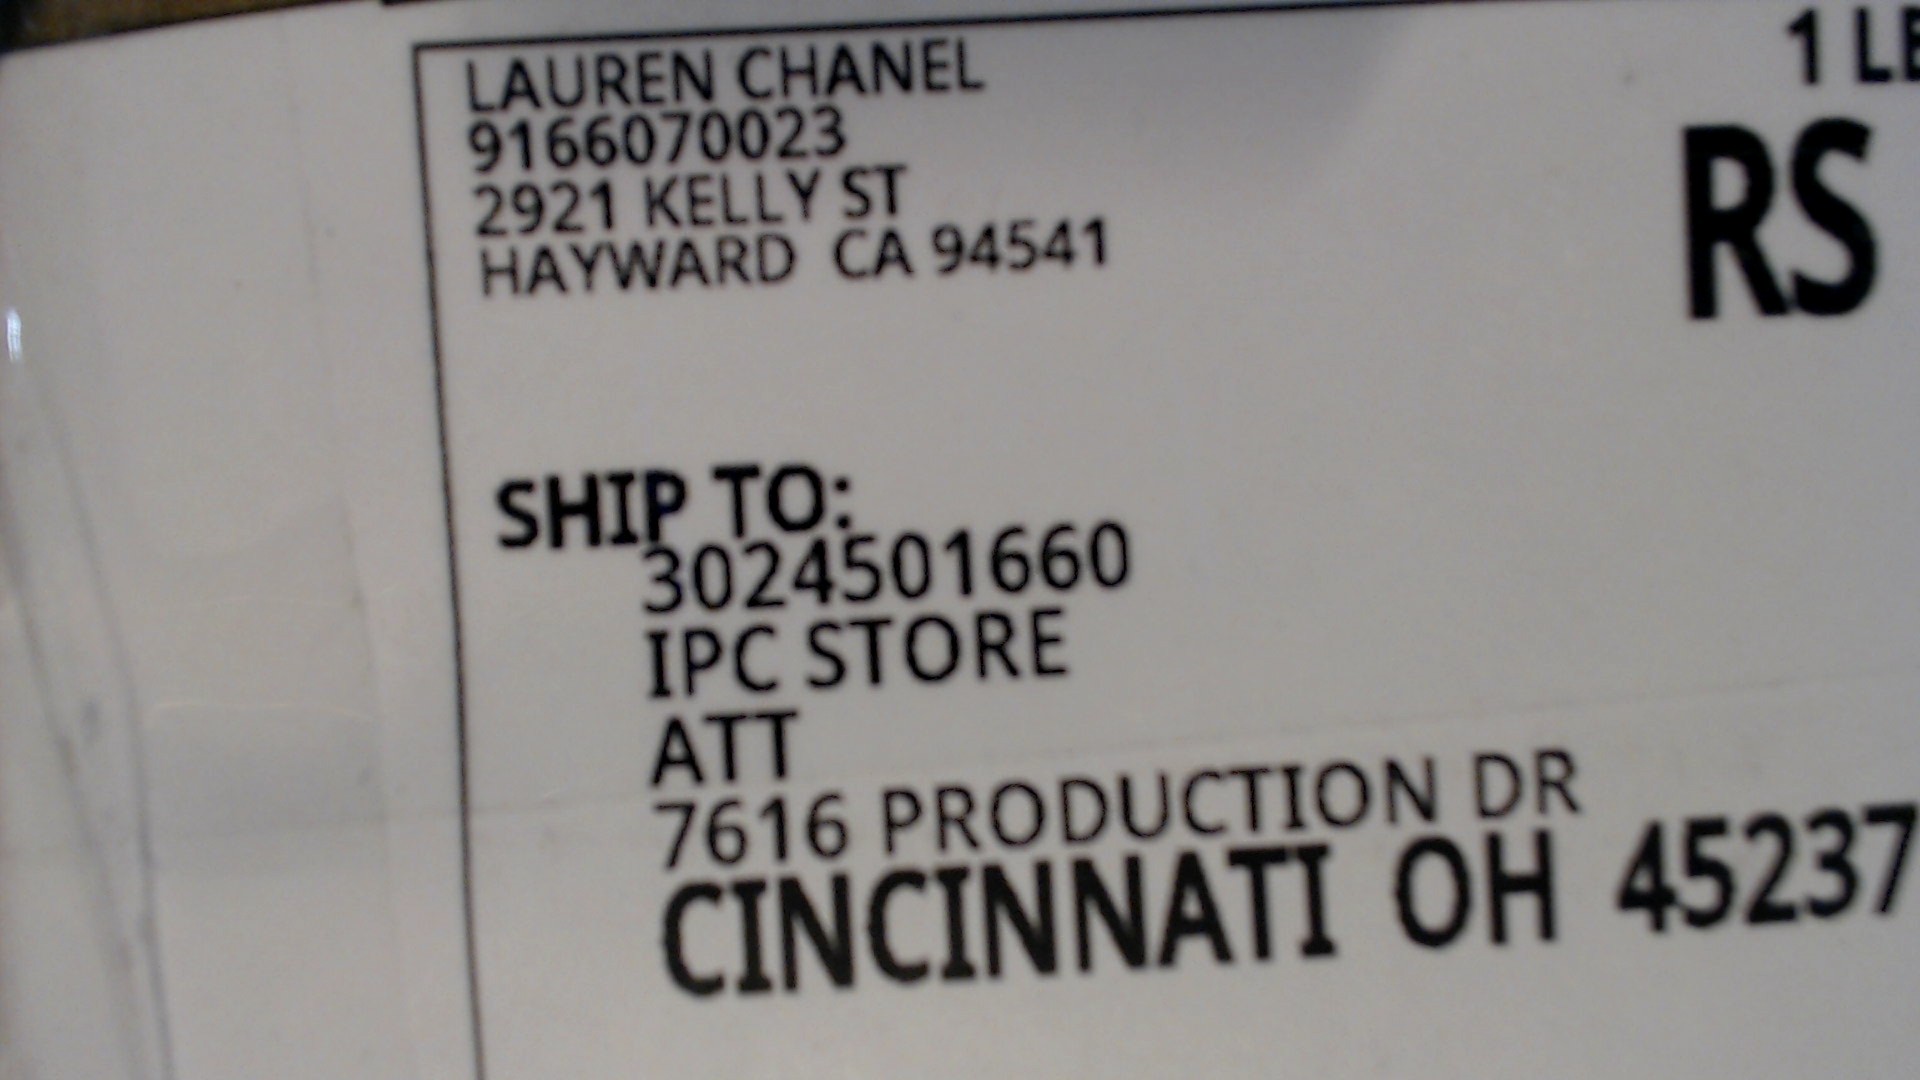 LAUREN CHANEL
9166070023
2921 KELLY ST
HAYWARD CA 94541
1
RS
SHIP TO:
3024501660
IPC STORE
ATT
7616 PRODUCTION DR
CINCINNATI OH 45237